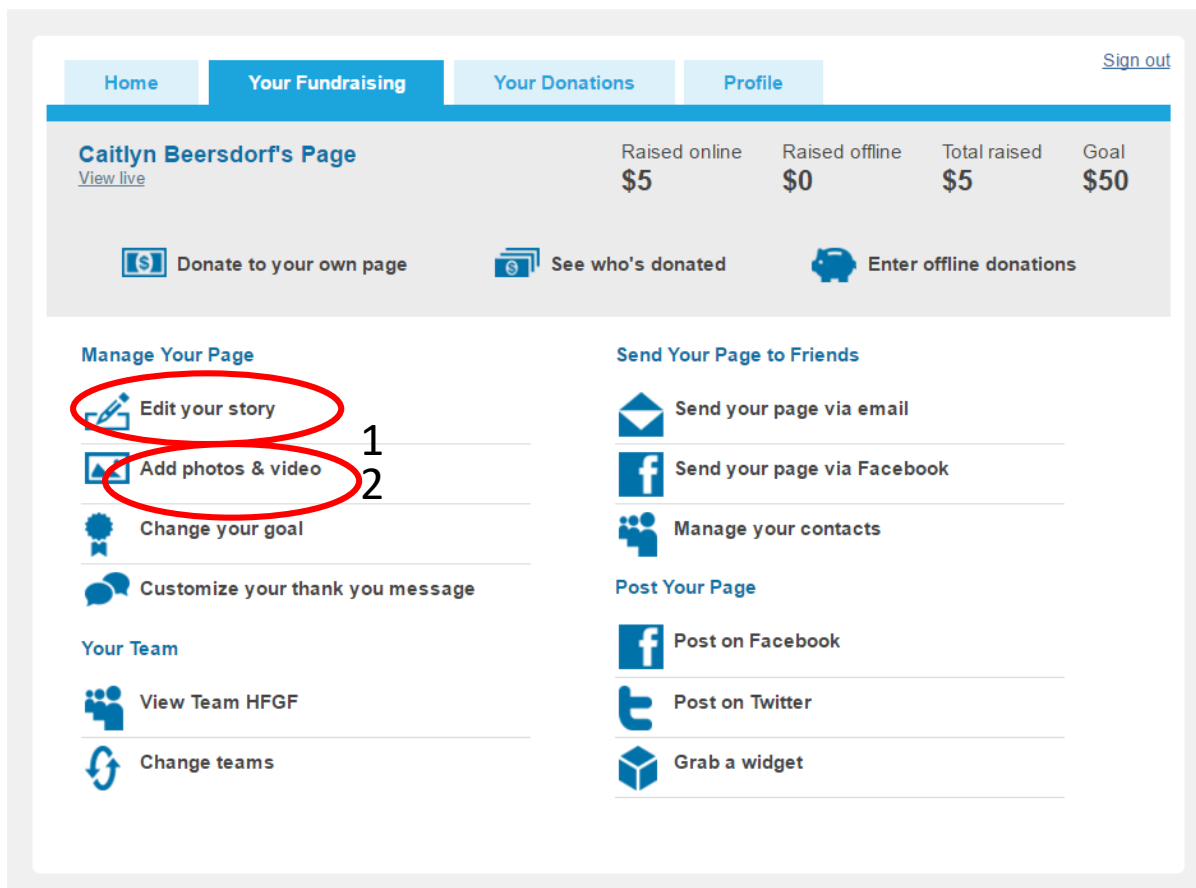 Sign out
Home Your Fundraising Your Donations Profile
Caitlyn Beersdorf's Page
View live
Raised online Raised offline Total raised Goal
$5 $0 $5 $50
Donate to your own page See who's donated Enter offline donations
Manage Your Page
Edit your story
1
Add photos & video
2
Change your goal
Customize your thank you message
Your Team
View Team HFGF
Change teams
Send Your Page to Friends
Send your page via email
Send your page via Facebook
Manage your contacts
Post Your Page
Post on Facebook
Post on Twitter
Grab a widget